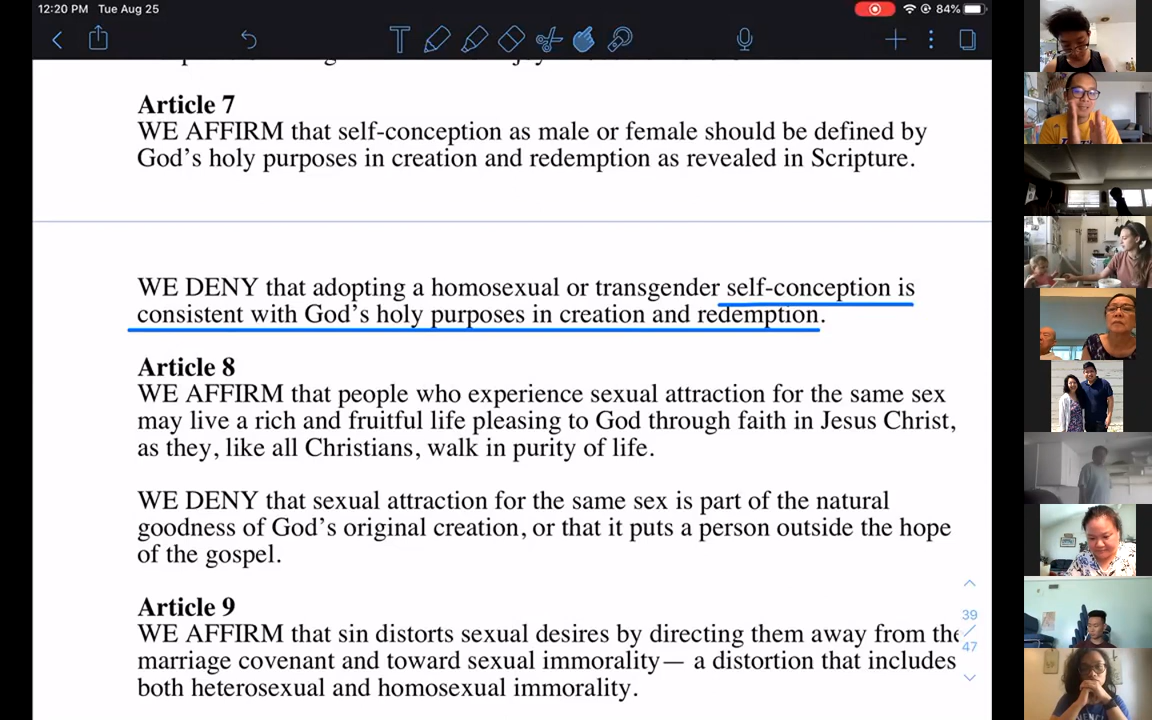 12:20 PM Tue Aug 25
84%
Article 7
WE AFFIRM that self-conception as male or female should be defined by
God’s holy purposes in creation and redemption as revealed in Scripture.
WE DENY that adopting a homosexual or transgender self-conception is
consistent with God’s holy purposes in creation and redemption.
Article 8
WE AFFIRM that people who experience sexual attraction for the same sex
may live a rich and fruitful life pleasing to God through faith in Jesus Christ,
as they, like all Christians, walk in purity of life.
WE DENY that sexual attraction for the same sex is part of the natural
goodness of God’s original creation, or that it puts a person outside the hope
of the gospel.
Article 9
WE AFFIRM that sin distorts sexual desires by directing them away from the
marriage covenant and toward sexual immorality— a distortion that includes
both heterosexual and homosexual immorality.
39
47